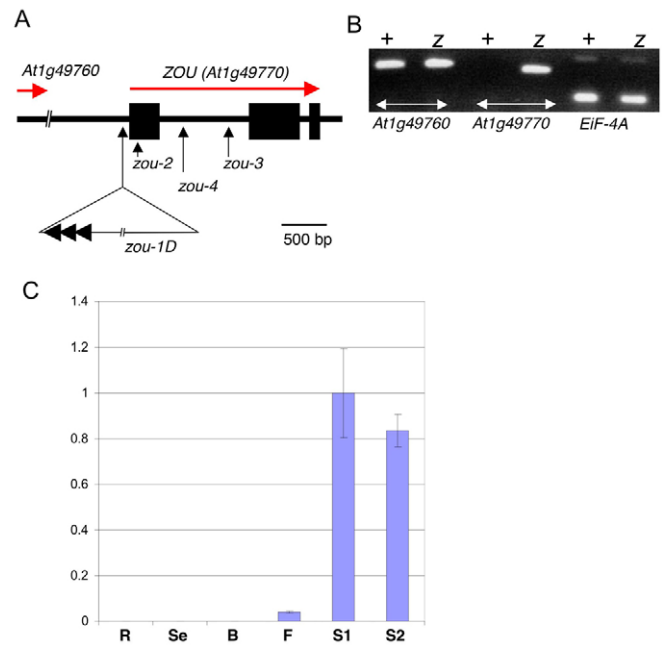 A
At1g49760
ZOU (At1g49770)
zou-2
zou-3
zou-4
zou-1D
500 bp
B
+ z + z + z
At1g49760 At1g49770 EiF-4A
C
1.4
1.2
1
0.8
0.6
0.4
0.2
0
R Se B F S1 S2